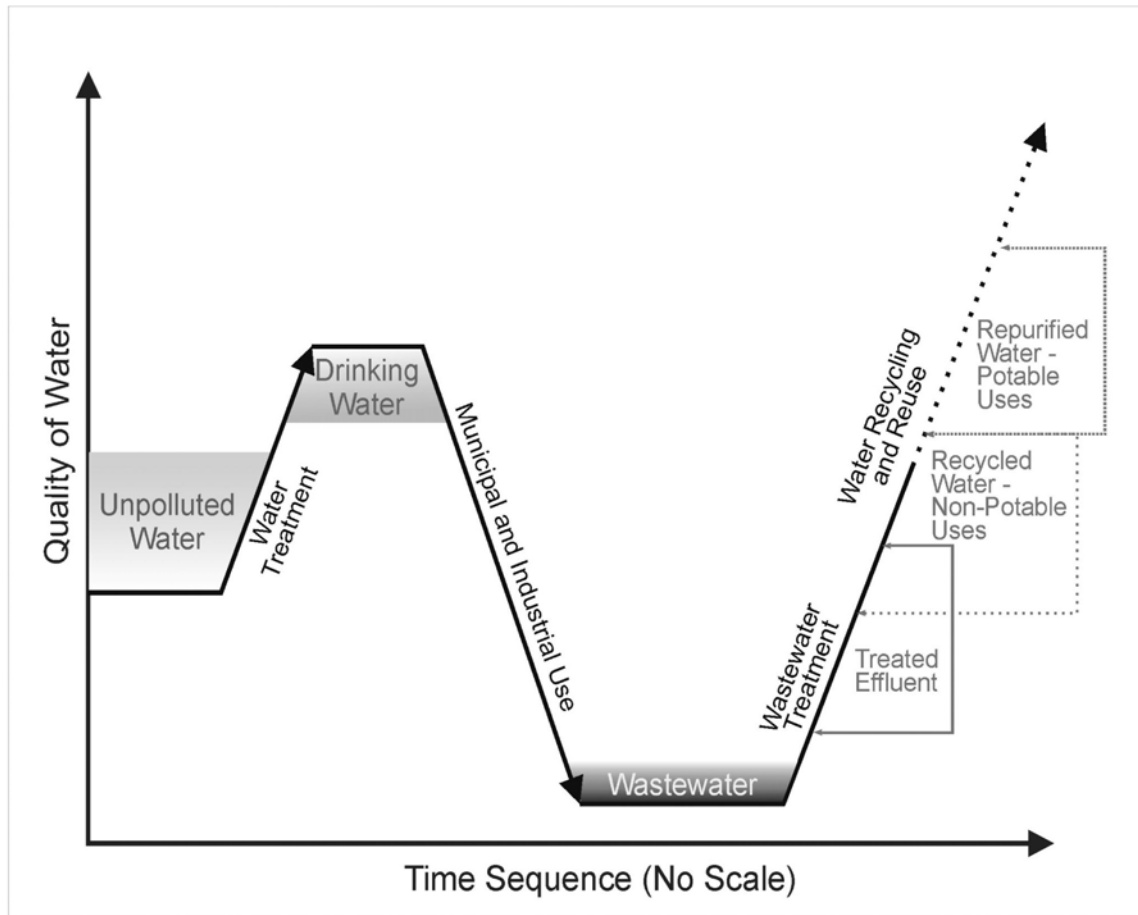 Quality of Water
Unpolluted
Water
Water
Treatment
Drinking
Water
Municipal and Industrial Use
Wastewater
Wastewater
Treatment
Water Recycling
and Reuse
Repurified
Water -
Potable
Uses
Recycled
Water -
Non-Potable
Uses
Treated
Effluent
Time Sequence (No Scale)